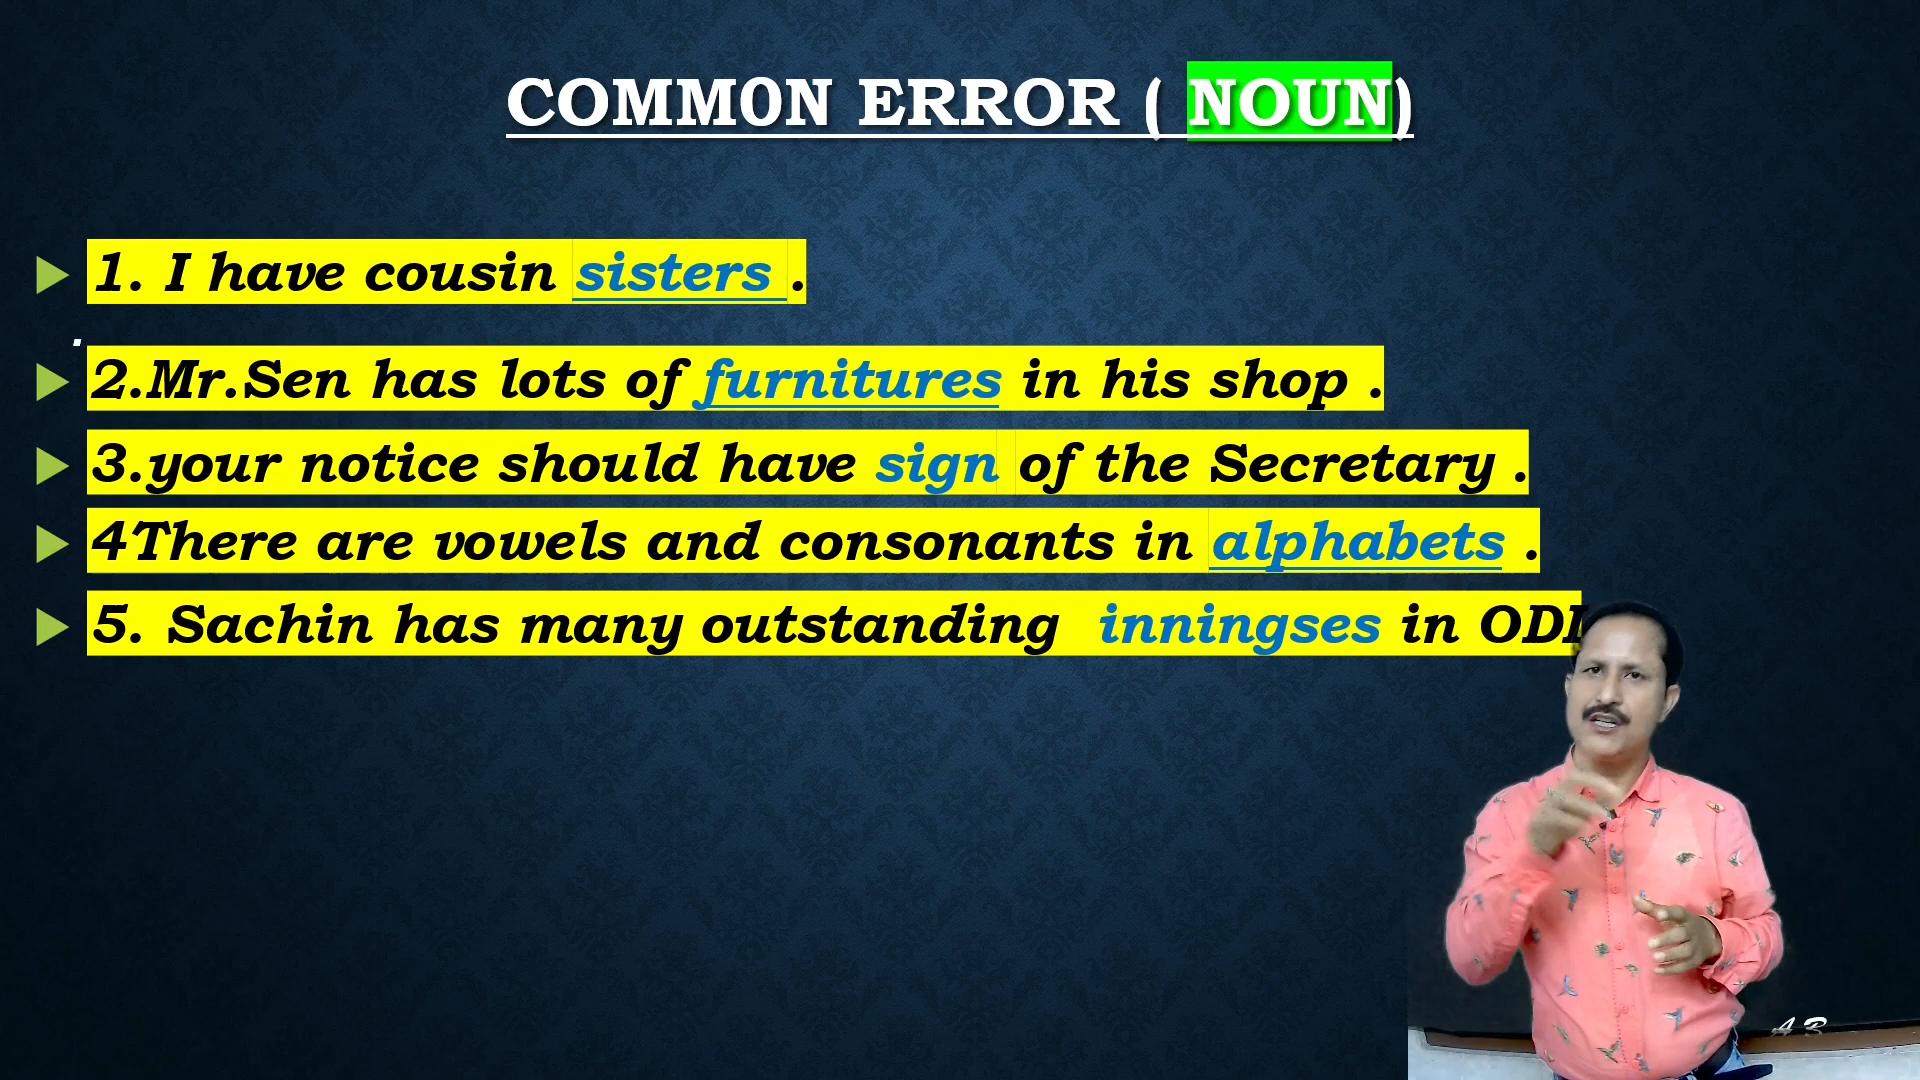 COMMON ERROR ( NOUN)
1. I have cousin sisters .
.
2.Mr.Sen has lots of furnitures in his shop .
3.your notice should have sign of the Secretary .
4There are vowels and consonants in alphabets .
5. Sachin has many outstanding inningses in ODI
A B